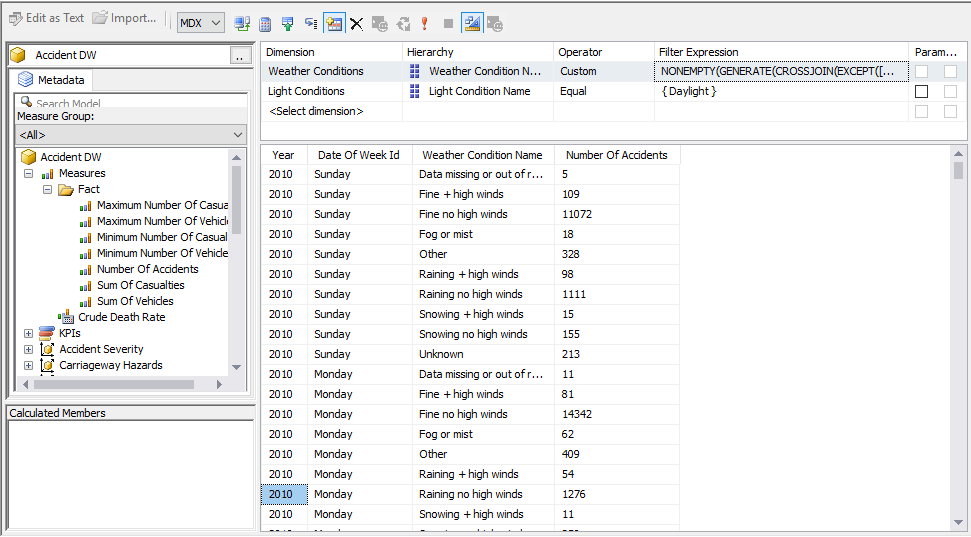 Edit as Text Import... MDX
Accident DW ..
Metadata
Search Model
Measure Group:
<All>
Accident DW
Measures
Fact
Maximum Number Of Casua
Maximum Number Of Vehicl
Minimum Number Of Casual
Minimum Number Of Vehicle
Number Of Accidents
Sum Of Casualties
Sum Of Vehicles
Crude Death Rate
KPIs
Accident Severity
Carriageway Hazards
Calculated Members
Dimension Hierarchy Operator Filter Expression Param...
Weather Conditions Weather Condition N... Custom NONEMPTY(GENERATE(CROSSJOIN(EXCEPT([...
Light Conditions Light Condition Name Equal { Daylight }
<Select dimension>
Year Date Of Week Id Weather Condition Name Number Of Accidents
2010 Sunday Data missing or out of r... 5
2010 Sunday Fine + high winds 109
2010 Sunday Fine no high winds 11072
2010 Sunday Fog or mist 18
2010 Sunday Other 328
2010 Sunday Raining + high winds 98
2010 Sunday Raining no high winds 1111
2010 Sunday Snowing + high winds 15
2010 Sunday Snowing no high winds 155
2010 Sunday Unknown 213
2010 Monday Data missing or out of r... 11
2010 Monday Fine + high winds 81
2010 Monday Fine no high winds 14342
2010 Monday Fog or mist 62
2010 Monday Other 409
2010 Monday Raining + high winds 54
2010 Monday Raining no high winds 1276
2010 Monday Snowing + high winds 11